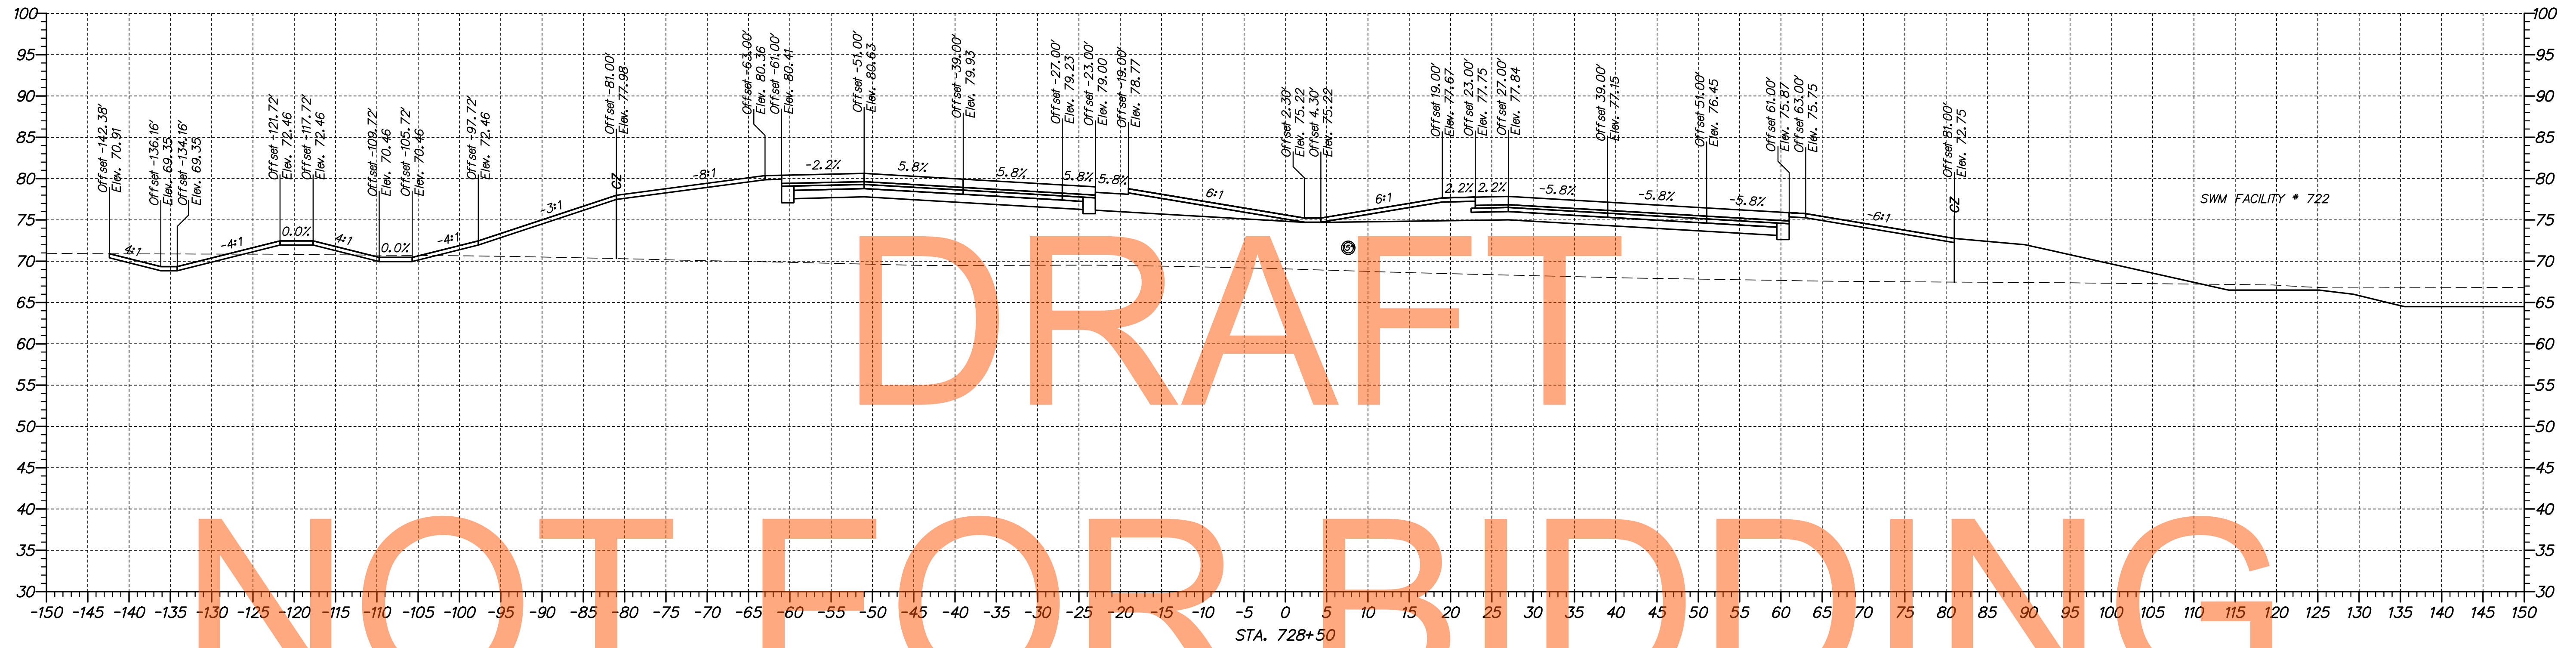 100
95
90
85
80
75
70
65
60
55
50
45
40
35
30
Offset -142.38'
Elev. 70.91
Offset -136.16'
Elev. 69.35
Offset -134.16'
Elev. 69.35
Offset -121.72'
Elev. 72.46
Offset -117.72'
Elev. 72.46
Offset -109.72'
Elev. 70.46
Offset -105.72'
Elev. 70.46
Offset -97.72'
Elev. 72.46
Offset -81.00'
Elev. 77.98
Offset -63.00'
Elev. 80.36
Offset -61.00'
Elev. 80.41
Offset -51.00'
Elev. 80.63
Offset -39.00'
Elev. 79.93
Offset -27.00'
Elev. 79.23
Offset -23.00'
Elev. 79.00
Offset -19.00'
Elev. 78.77
Offset 2.30'
Elev. 75.22
Offset 4.30'
Elev. 75.22
Offset 19.00'
Elev. 77.67
Offset 23.00'
Elev. 77.75
Offset 27.00'
Elev. 77.84
Offset 39.00'
Elev. 77.15
Offset 51.00'
Elev. 76.45
Offset 61.00'
Elev. 75.87
Offset 63.00'
Elev. 75.75
Offset 81.00'
Elev. 72.75
4:1
-4:1
0.0%
4:1
0.0%
-4:1
-3:1
CZ
-8:1
-2.2%
5.8%
5.8%
5.8%
5.8%
6:1
6:1
2.2%
2.2%
-5.8%
-5.8%
-5.8%
-6:1
CZ
SWM FACILITY # 722
100
95
90
85
80
75
70
65
60
55
50
45
40
35
30
DRAFT
NOT FOR BIDDING
-150 -145 -140 -135 -130 -125 -120 -115 -110 -105 -100 -95 -90 -85 -80 -75 -70 -65 -60 -55 -50 -45 -40 -35 -30 -25 -20 -15 -10 -5 0 5 10 15 20 25 30 35 40 45 50 55 60 65 70 75 80 85 90 95 100 105 110 115 120 125 130 135 140 145 150
STA. 728+50